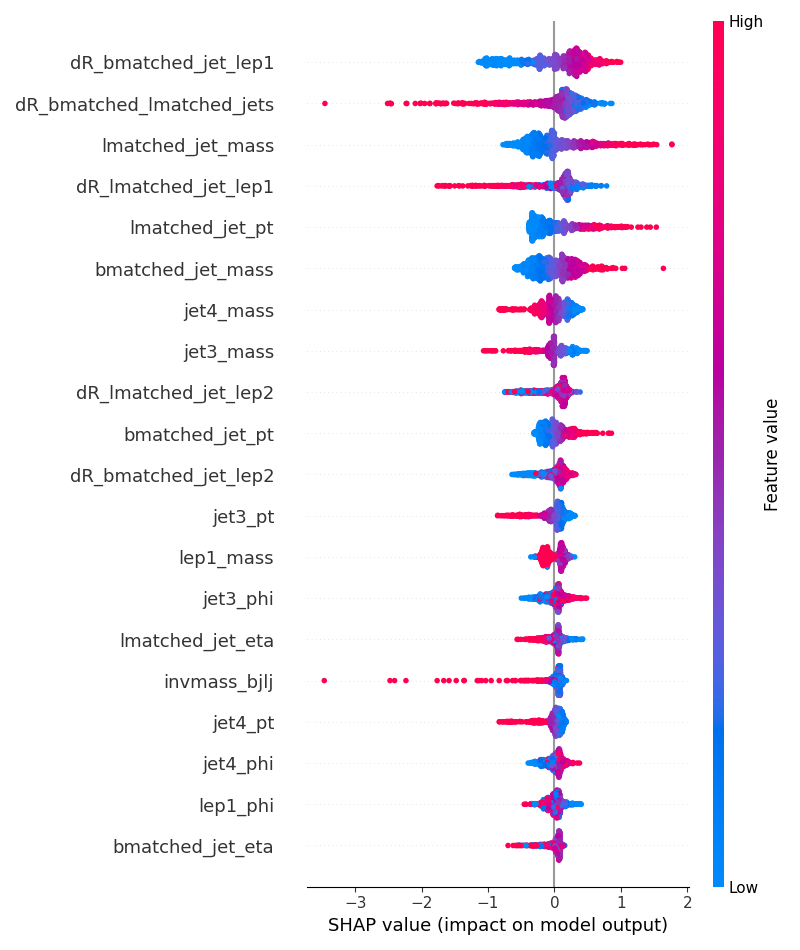 High
dR_bmatched_jet_lep1
dR_bmatched_lmatched_jets
lmatched_jet_mass
dR_lmatched_jet_lep1
lmatched_jet_pt
bmatched_jet_mass
jet4_mass
jet3_mass
dR_lmatched_jet_lep2
bmatched_jet_pt
dR_bmatched_jet_lep2
jet3_pt
lep1_mass
jet3_phi
lmatched_jet_eta
invmass_bjlj
jet4_pt
jet4_phi
lep1_phi
bmatched_jet_eta
Feature value
Low
−3 −2 −1 0 1 2
SHAP value (impact on model output)